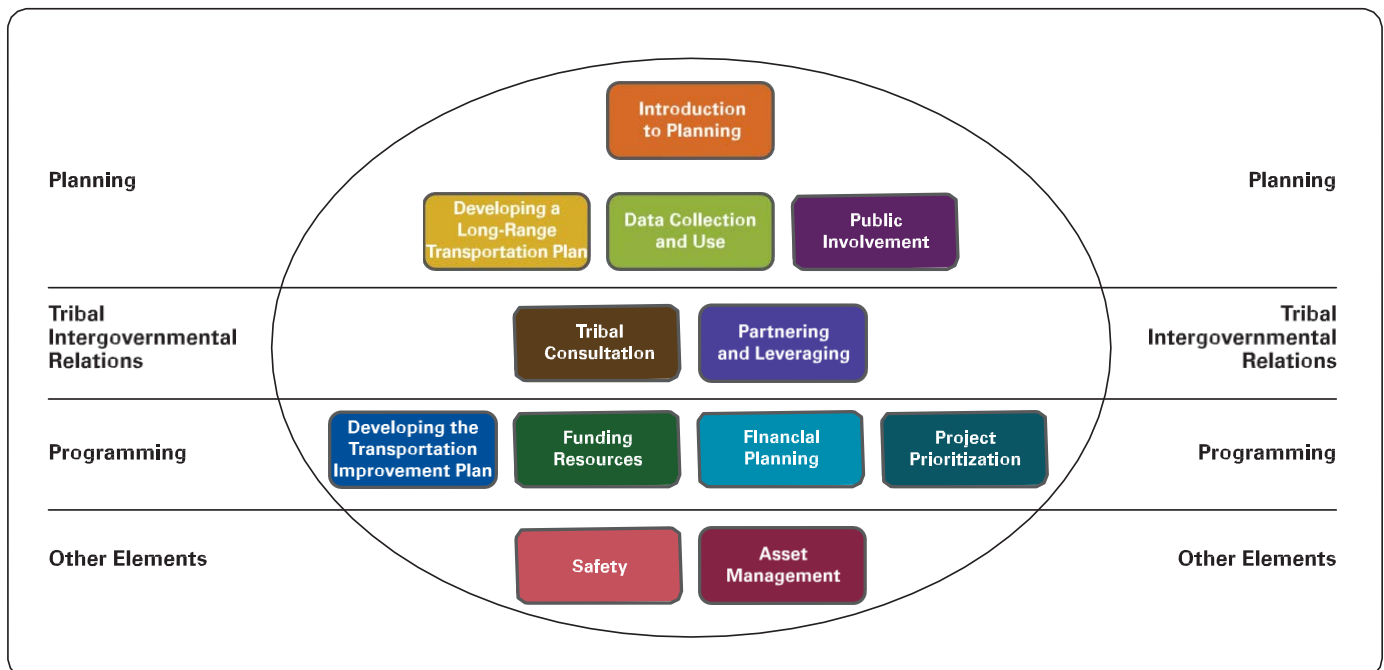 Introduction
to Planning
Planning
Planning
Developing a
Long-Range
Transportation Plan
Data Collection
and Use
Public
Involvement
Tribal
Intergovernmental
Relations
Tribal
Consultation
Partnering
and Leveraging
Tribal
Intergovernmental
Relations
Programming
Developing the
Transportation
Improvement Plan
Funding
Resources
FInancial
Planning
Project
Prioritization
Programming
Other Elements
Safety
Asset
Management
Other Elements